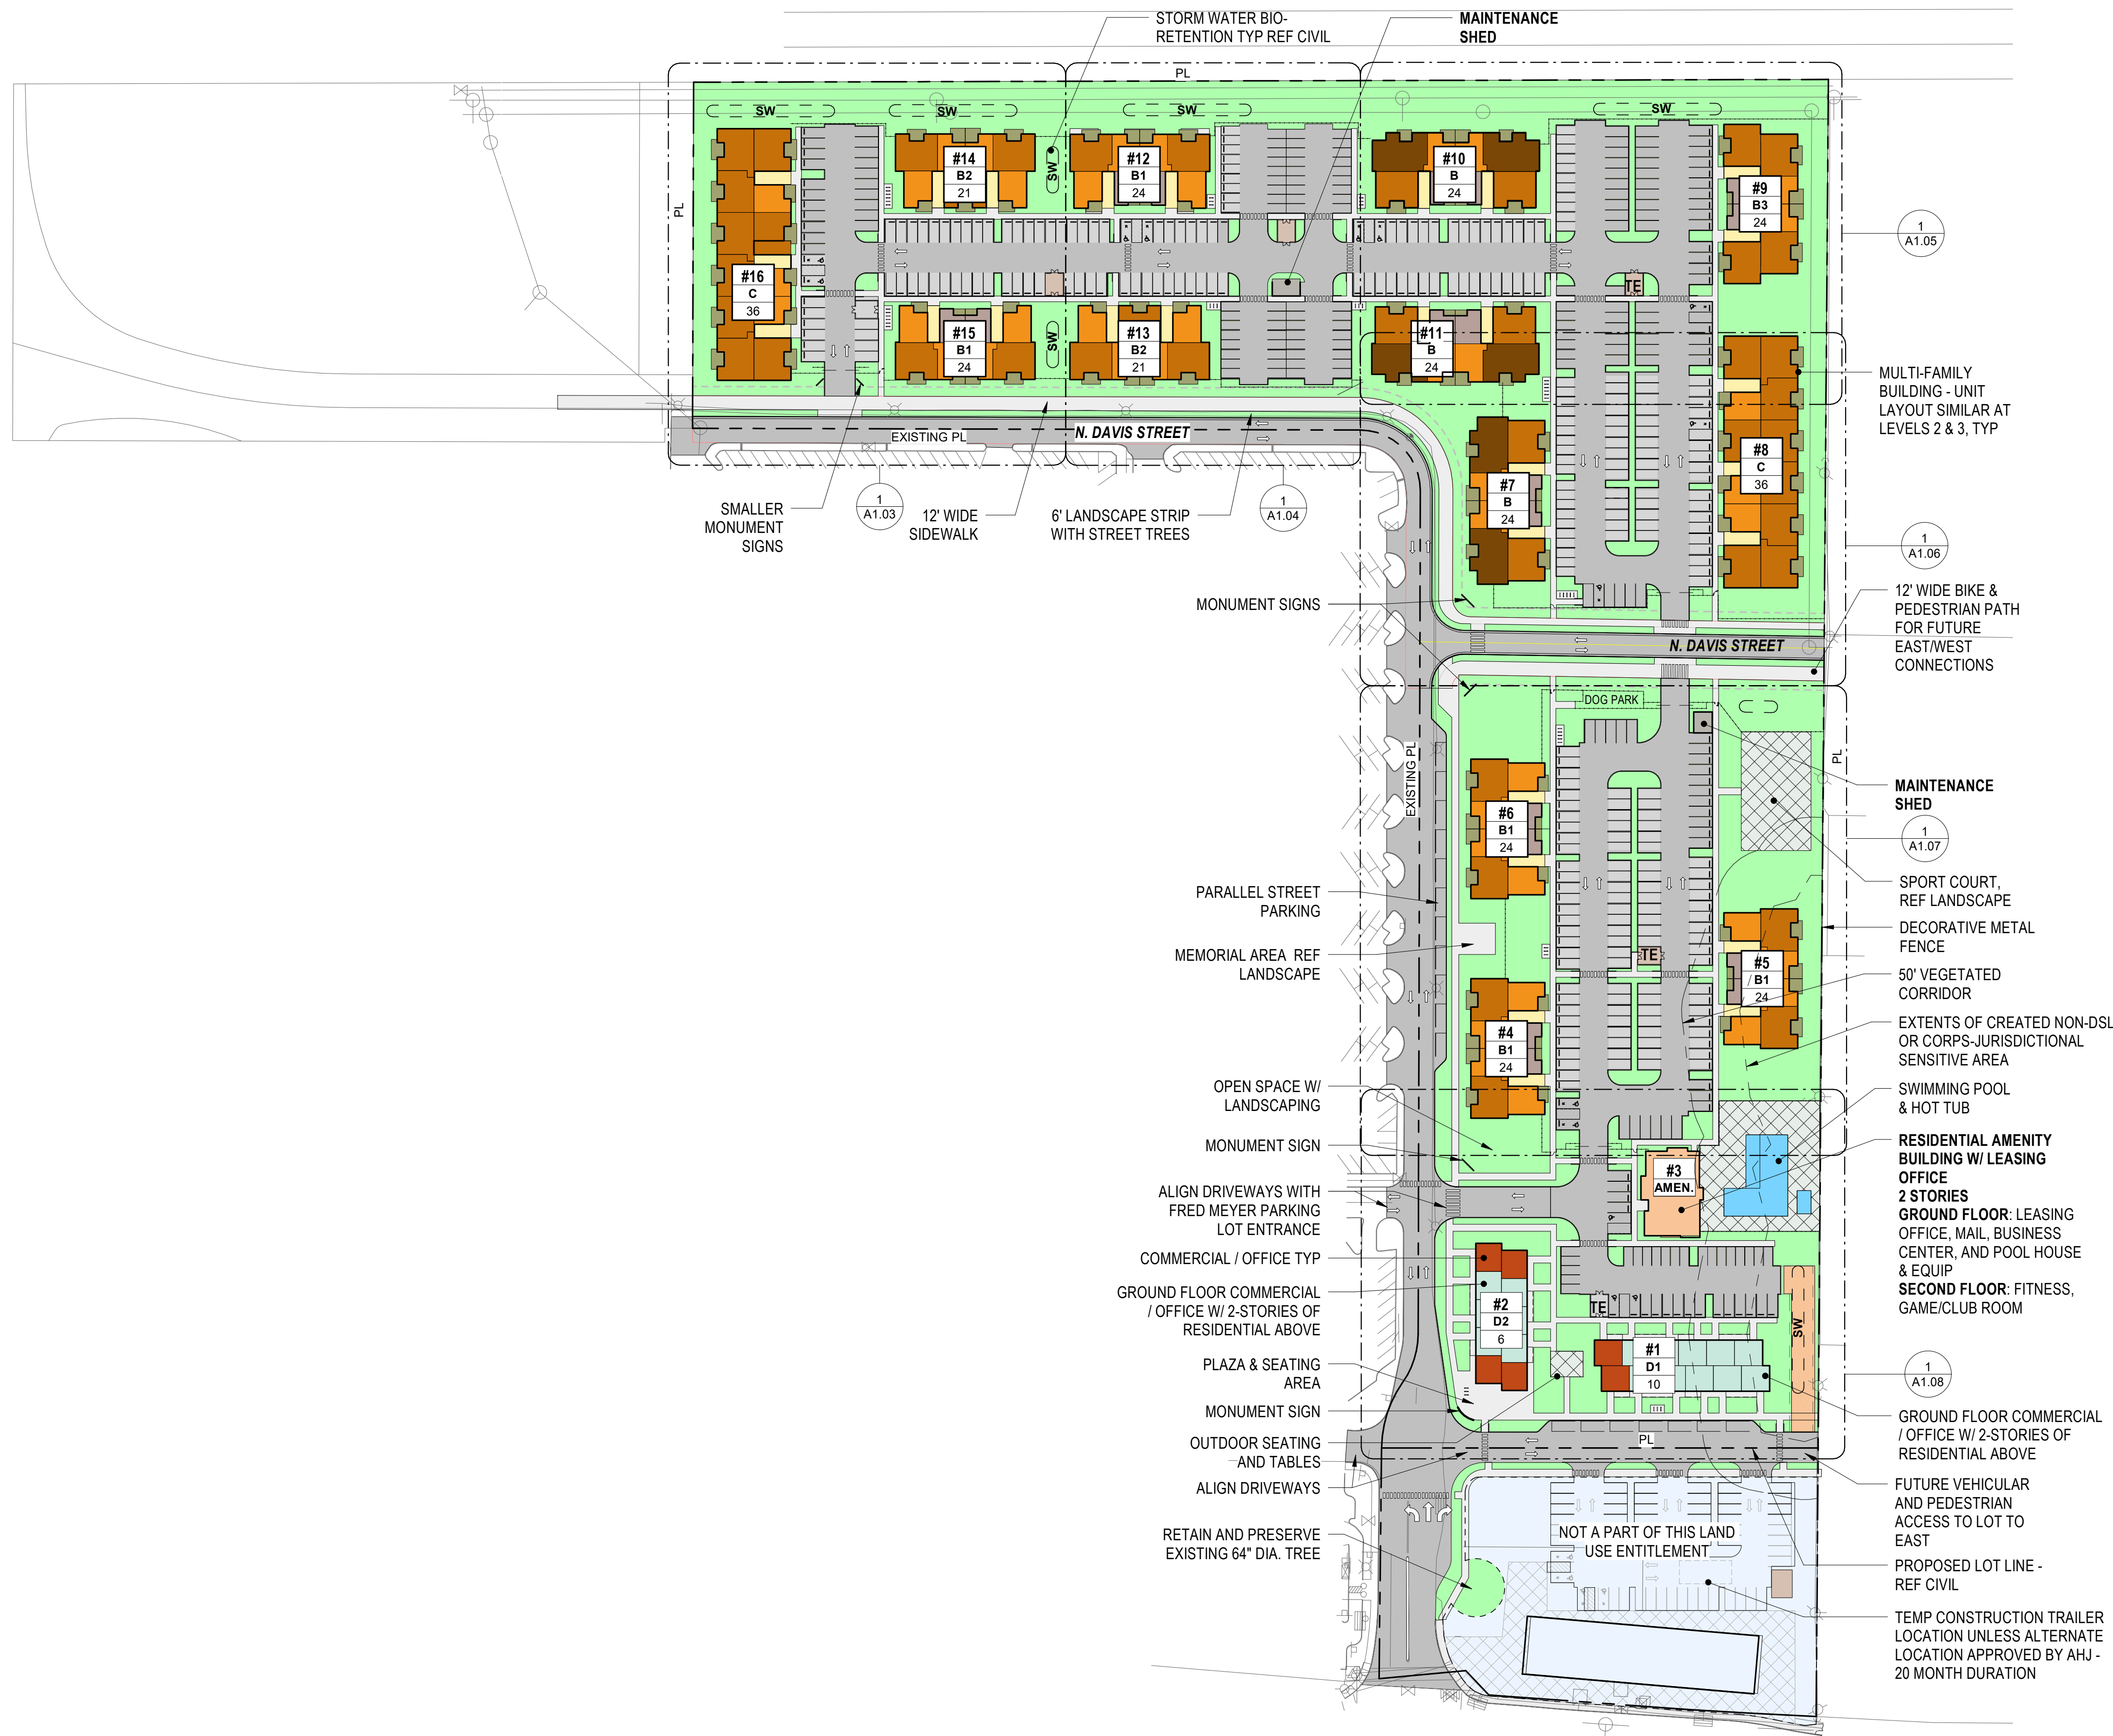 STORM WATER BIO-
RETENTION TYP REF CIVIL
MAINTENANCE
SHED
PL
SW
SW
SW
SW
#14
B2
21
SW
#12
B1
24
#10
B
24
#9
B3
24
PL
1
A1.05
#16
C
36
TE
#15
B1
24
SW
#13
B2
21
#11
B
24
MULTI-FAMILY
BUILDING - UNIT
LAYOUT SIMILAR AT
LEVELS 2 & 3, TYP
EXISTING PL
N. DAVIS STREET
#8
C
36
#7
B
24
SMALLER
MONUMENT
SIGNS
1
A1.03
12' WIDE
SIDEWALK
6' LANDSCAPE STRIP
WITH STREET TREES
1
A1.04
1
A1.06
MONUMENT SIGNS
12' WIDE BIKE &
PEDESTRIAN PATH
FOR FUTURE
EAST/WEST
CONNECTIONS
N. DAVIS STREET
DOG PARK
EXISTING PL
PL
MAINTENANCE
SHED
#6
B1
24
1
A1.07
PARALLEL STREET
PARKING
SPORT COURT,
REF LANDSCAPE
MEMORIAL AREA REF
LANDSCAPE
DECORATIVE METAL
FENCE
TE
#5
B1
24
50' VEGETATED
CORRIDOR
#4
B1
24
EXTENTS OF CREATED NON-DSL
OR CORPS-JURISDICTIONAL
SENSITIVE AREA
OPEN SPACE W/
LANDSCAPING
SWIMMING POOL
& HOT TUB
MONUMENT SIGN
#3
AMEN.
RESIDENTIAL AMENITY
BUILDING W/ LEASING
OFFICE
2 STORIES
GROUND FLOOR: LEASING
OFFICE, MAIL, BUSINESS
CENTER, AND POOL HOUSE
& EQUIP
SECOND FLOOR: FITNESS,
GAME/CLUB ROOM
ALIGN DRIVEWAYS WITH
FRED MEYER PARKING
LOT ENTRANCE
COMMERCIAL / OFFICE TYP
GROUND FLOOR COMMERCIAL
/ OFFICE W/ 2-STORIES OF
RESIDENTIAL ABOVE
#2
D2
6
TE
SW
#1
D1
10
PLAZA & SEATING
AREA
1
A1.08
MONUMENT SIGN
GROUND FLOOR COMMERCIAL
/ OFFICE W/ 2-STORIES OF
RESIDENTIAL ABOVE
OUTDOOR SEATING
AND TABLES
PL
ALIGN DRIVEWAYS
FUTURE VEHICULAR
AND PEDESTRIAN
ACCESS TO LOT TO
EAST
RETAIN AND PRESERVE
EXISTING 64" DIA. TREE
NOT A PART OF THIS LAND
USE ENTITLEMENT
PROPOSED LOT LINE -
REF CIVIL
TEMP CONSTRUCTION TRAILER
LOCATION UNLESS ALTERNATE
LOCATION APPROVED BY AHJ -
20 MONTH DURATION